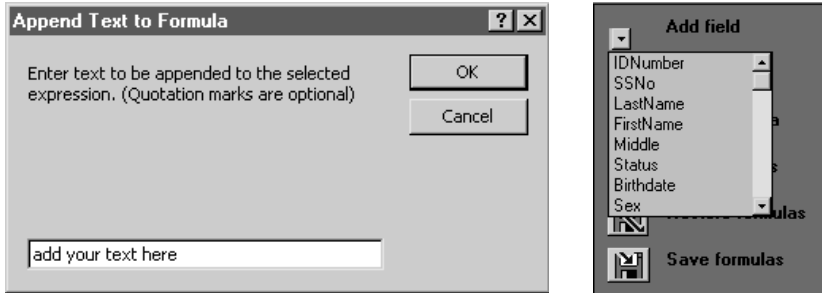 Append Text to Formula
Enter text to be appended to the selected
expression. (Quotation marks are optional)
OK
Cancel
add your text here
Add field
IDNumber
SSNo
LastName
FirstName
Middle
Status
Birthdate
Sex
formulas
Save formulas